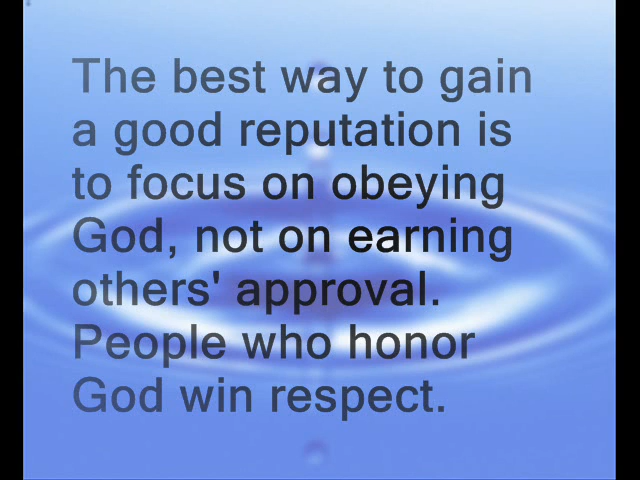 The best way to gain
a good reputation is
to focus on obeying
God, not on earning
others' approval.
People who honor
God win respect.